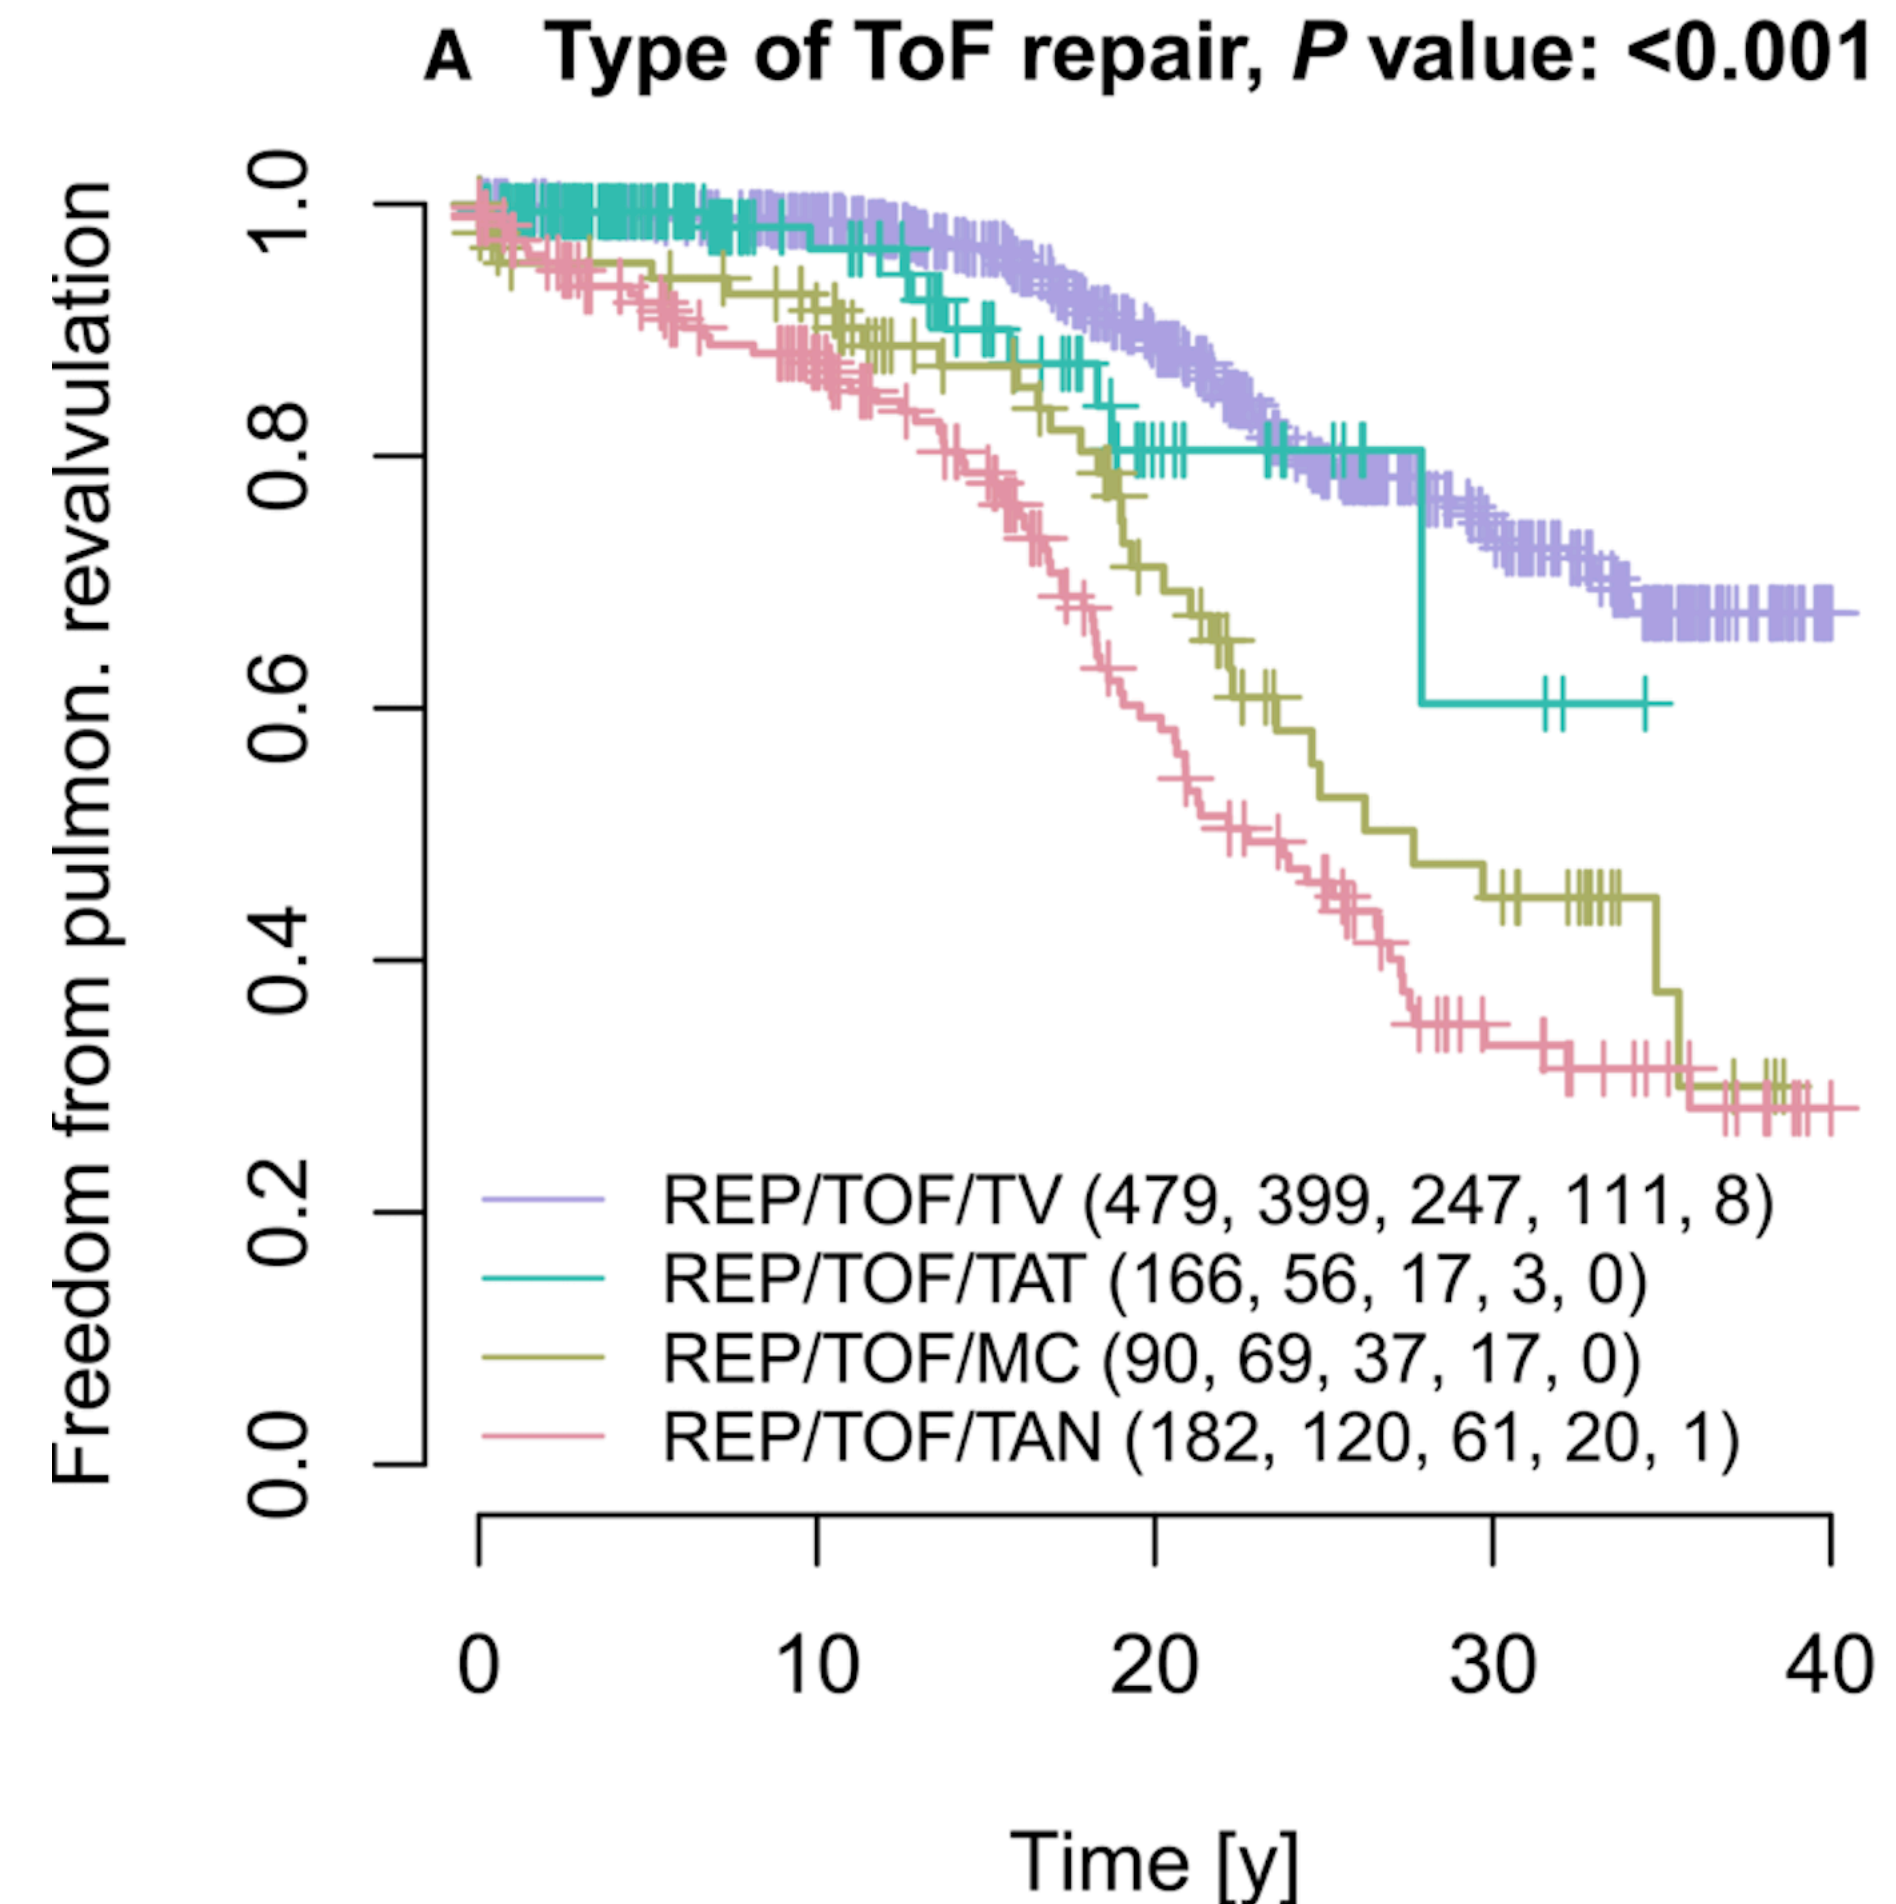 A Type of ToF repair, P value: <0.001
Freedom from pulmon. revalvulation
1.0
0.8
0.6
0.4
0.2
0.0
REP/TOF/TV (479, 399, 247, 111, 8)
REP/TOF/TAT (166, 56, 17, 3, 0)
REP/TOF/MC (90, 69, 37, 17, 0)
REP/TOF/TAN (182, 120, 61, 20, 1)
0 10 20 30 40
Time [y]